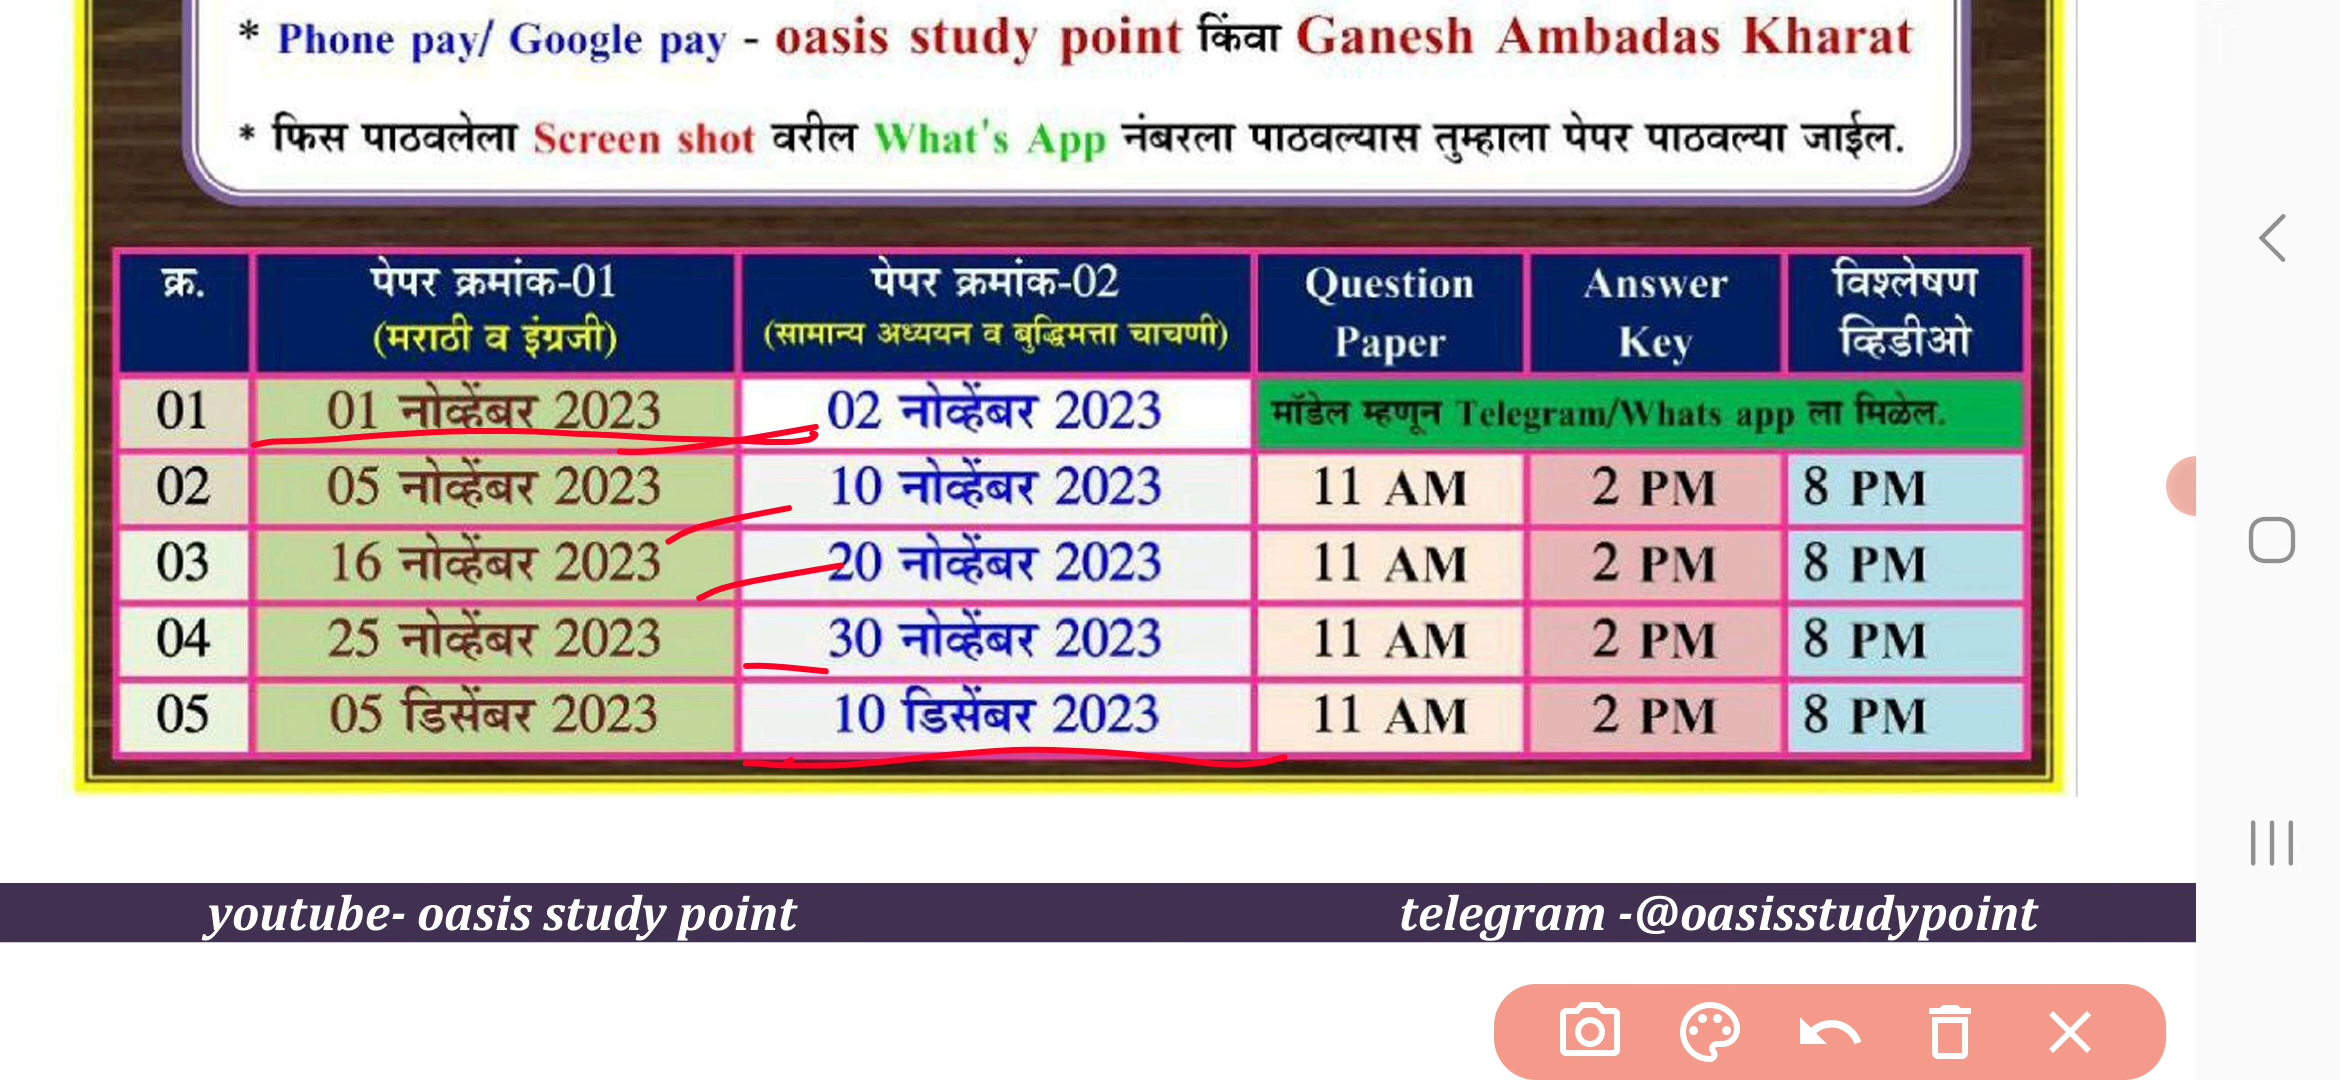 * Phone pay/ Google pay - oasis study point किंवा Ganesh Ambadas Kharat
* फिस पाठवलेला Screen shot वरील What's App नंबरला पाठवल्यास तुम्हाला पेपर पाठवल्या जाईल.
क्र. पेपर क्रमांक-01 पेपर क्रमांक-02 Question Answer विश्लेषण
(मराठी व इंग्रजी) (सामान्य अध्ययन व बुद्धिमत्ता चाचणी) Paper Key व्हिडीओ
01 01 नोव्हेंबर 2023 02 नोव्हेंबर 2023 मॉडेल म्हणून Telegram/Whats app ला मिळेल.
02 05 नोव्हेंबर 2023 10 नोव्हेंबर 2023 11 AM 2 PM 8 PM
03 16 नोव्हेंबर 2023 20 नोव्हेंबर 2023 11 AM 2 PM 8 PM
04 25 नोव्हेंबर 2023 30 नोव्हेंबर 2023 11 AM 2 PM 8 PM
05 05 डिसेंबर 2023 10 डिसेंबर 2023 11 AM 2 PM 8 PM
youtube- oasis study point telegram -@oasisstudypoint